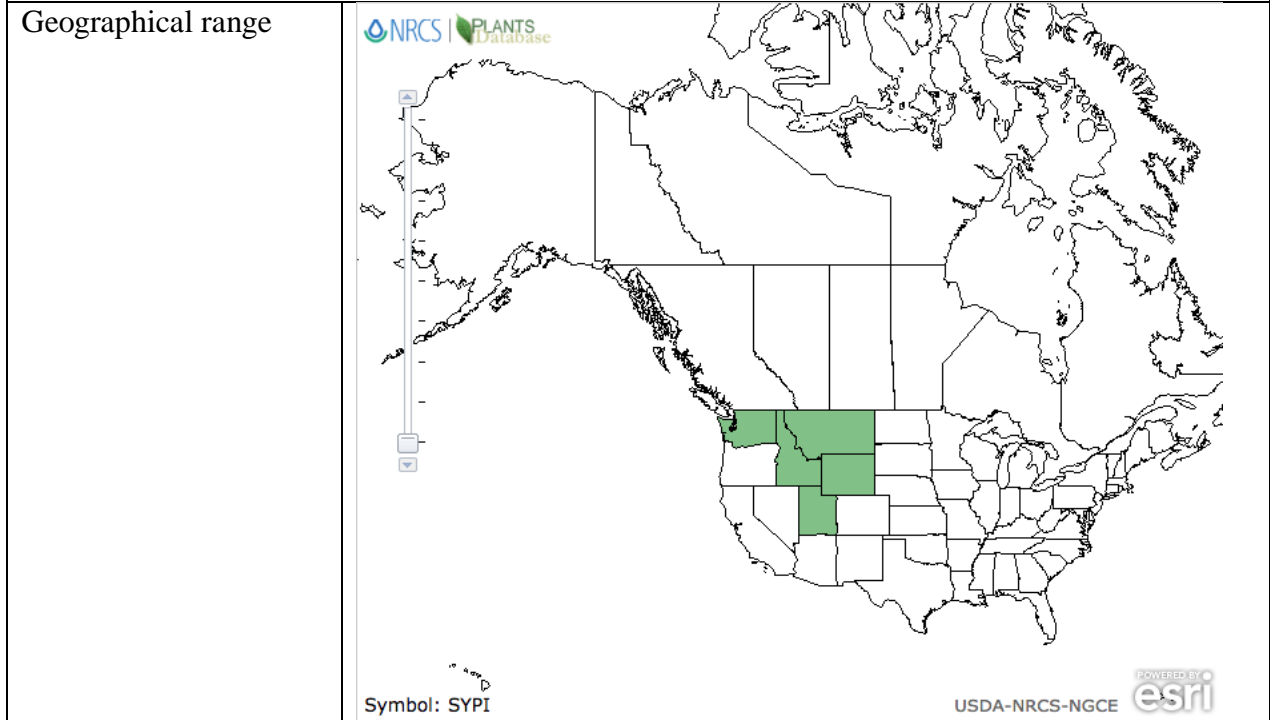 Geographical range
NRCS | PLANTS
Database
Symbol: SYPI
USDA-NRCS-NGCE
POWERED BY
esri